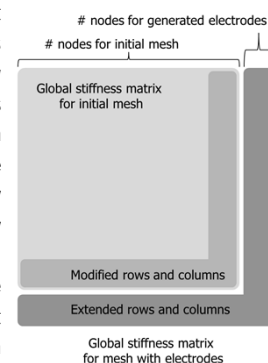 # nodes for generated electrodes
# nodes for initial mesh
Global stiffness matrix
for initial mesh
Modified rows and columns
Extended rows and columns
Global stiffness matrix
for mesh with electrodes